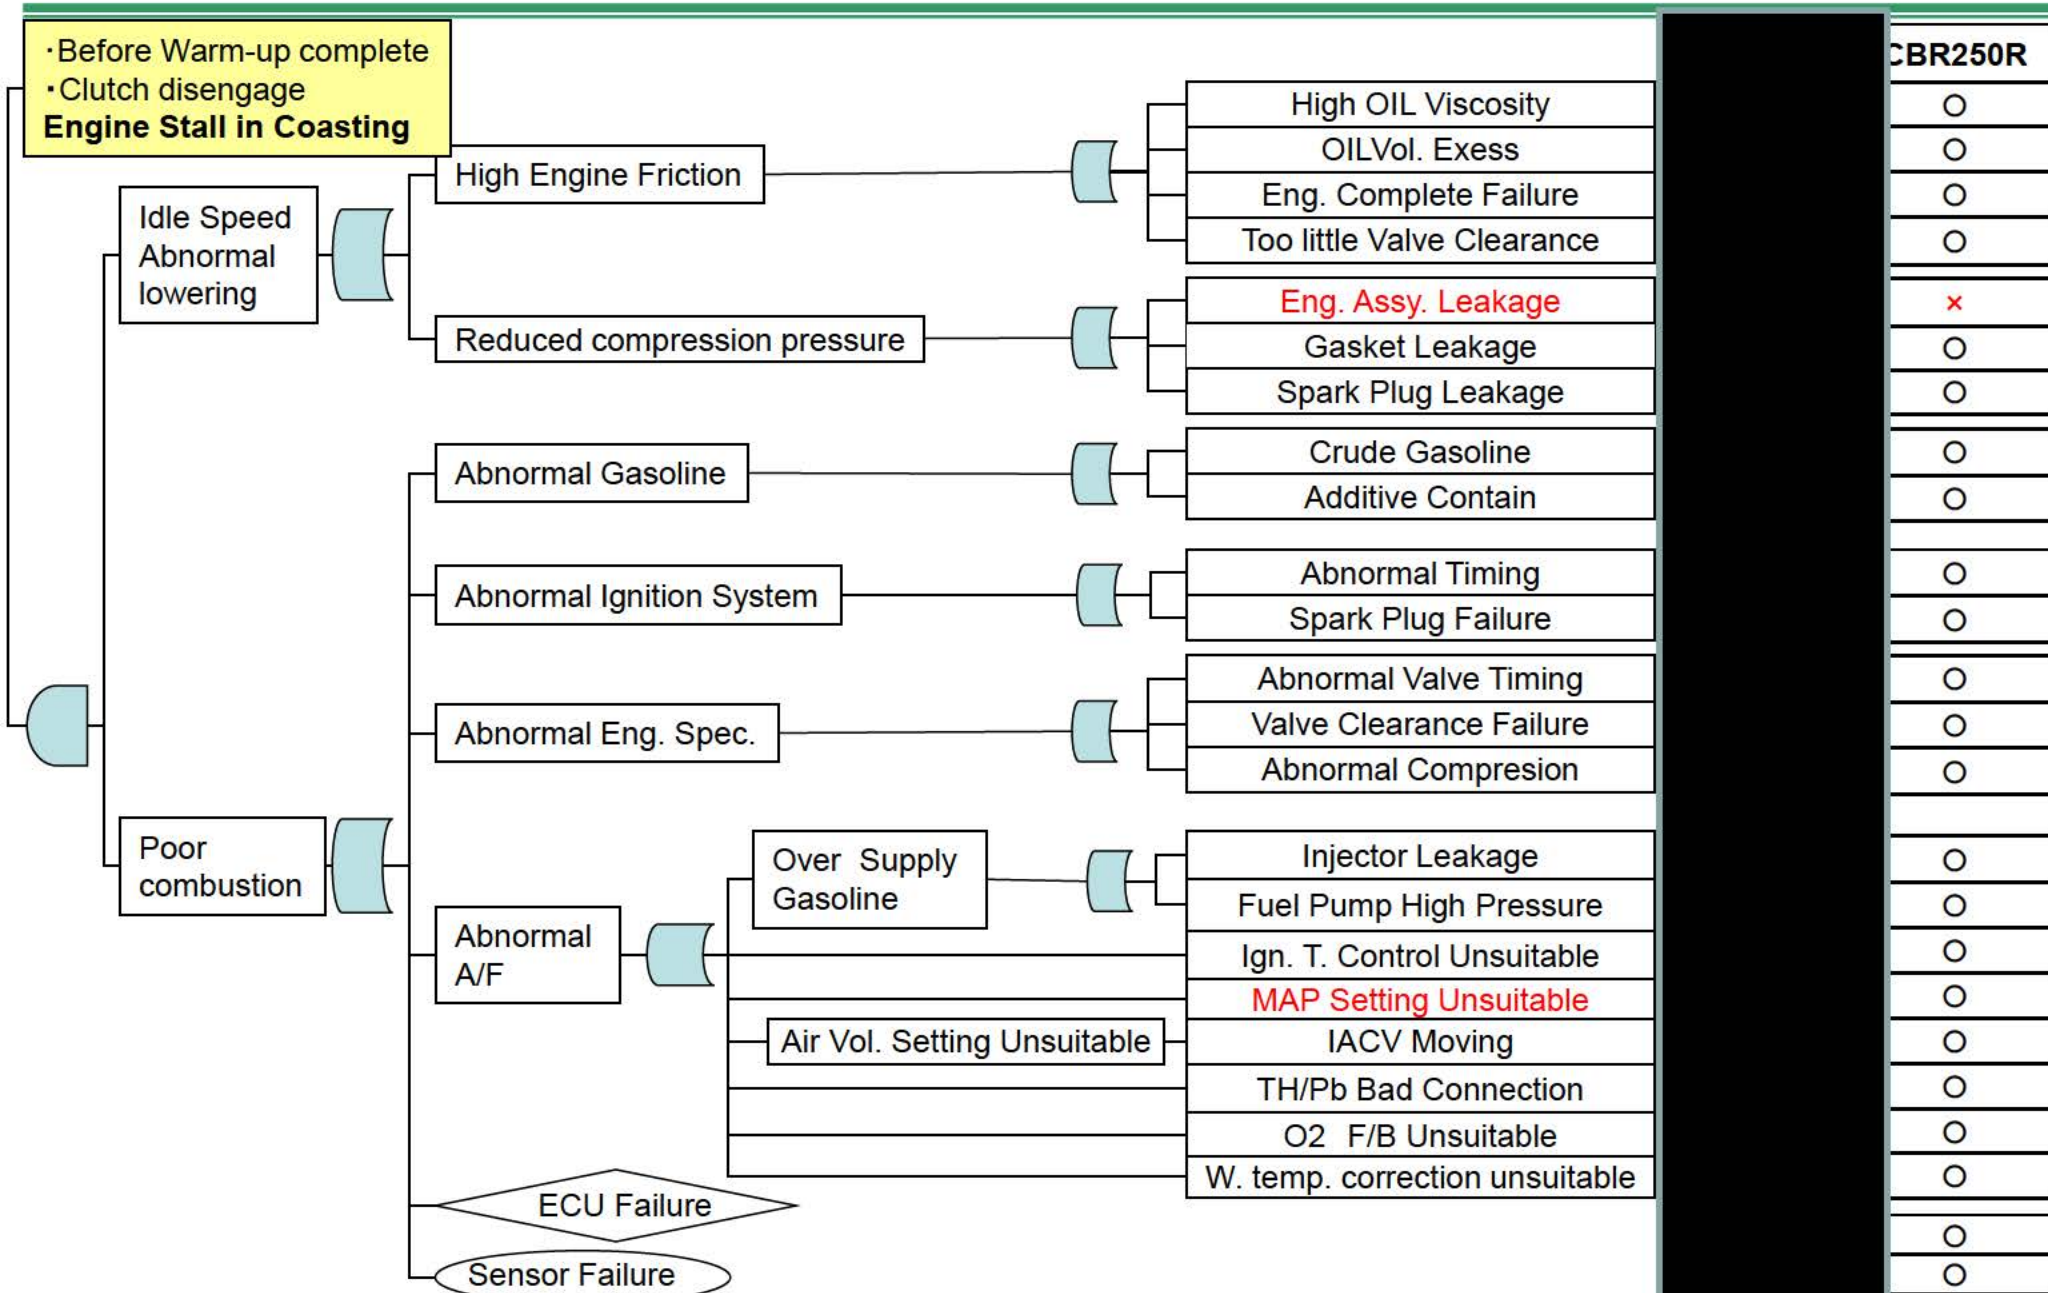 ·Before Warm-up complete
·Clutch disengage
Engine Stall in Coasting
CBR250R
Idle Speed
Abnormal
lowering
High Engine Friction
High OIL Viscosity
OILVol. Exess
Eng. Complete Failure
Too little Valve Clearance
Reduced compression pressure
Eng. Assy. Leakage
×
Gasket Leakage
Spark Plug Leakage
Poor
combustion
Abnormal Gasoline
Crude Gasoline
Additive Contain
Abnormal Ignition System
Abnormal Timing
Spark Plug Failure
Abnormal Eng. Spec.
Abnormal Valve Timing
Valve Clearance Failure
Abnormal Compresion
Abnormal
A/F
Over Supply
Gasoline
Injector Leakage
Fuel Pump High Pressure
Ign. T. Control Unsuitable
MAP Setting Unsuitable
Air Vol. Setting Unsuitable
IACV Moving
TH/Pb Bad Connection
O2 F/B Unsuitable
W. temp. correction unsuitable
ECU Failure
Sensor Failure